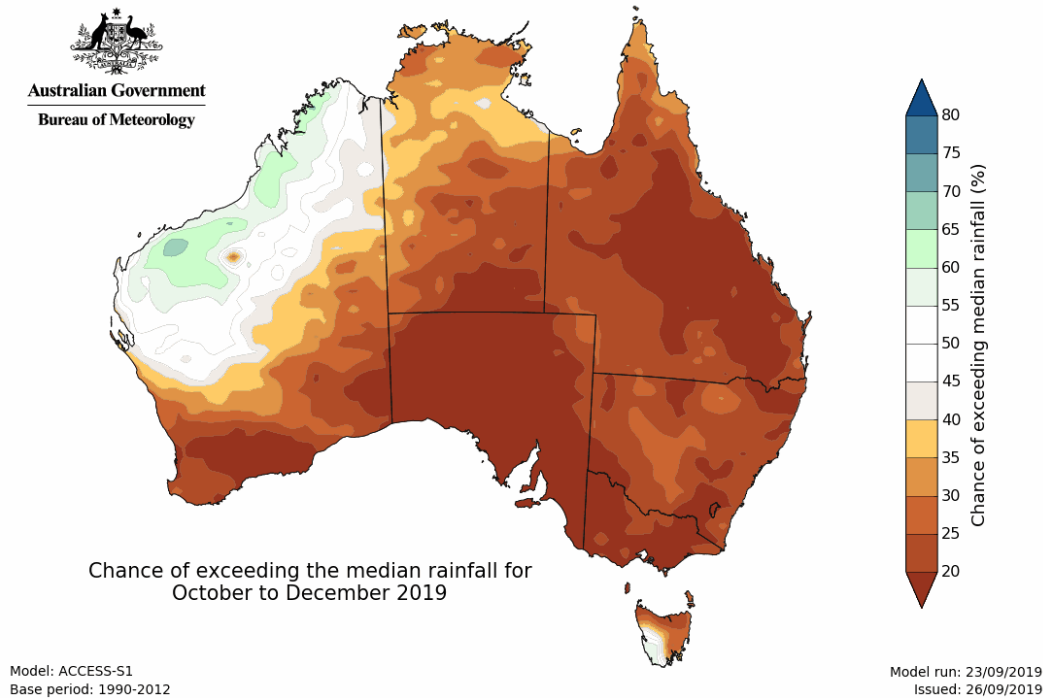 Australian Government
Bureau of Meteorology
80
75
70
65
60
55
50
45
40
35
30
25
20
Chance of exceeding median rainfall (%)
Chance of exceeding the median rainfall for
October to December 2019
Model: ACCESS-S1
Base period: 1990-2012
Model run: 23/09/2019
Issued: 26/09/2019